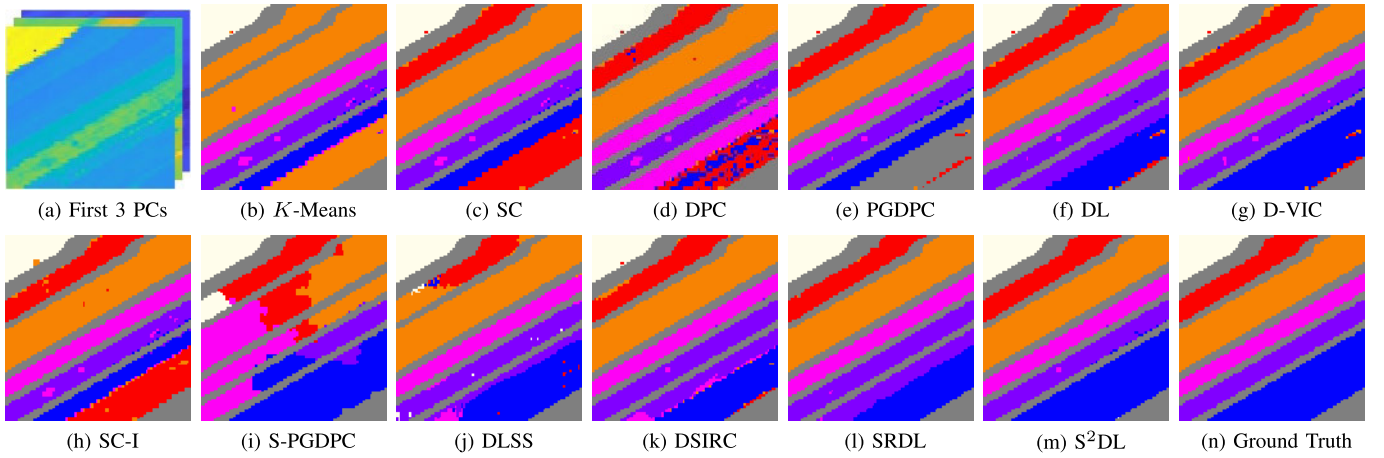 (a) First 3 PCs
(b) K-Means
(c) SC
(d) DPC
(e) PGDPC
(f) DL
(g) D-VIC
(h) SC-I
(i) S-PGDPC
(j) DLSS
(k) DSIRC
(l) SRDL
(m) S²DL
(n) Ground Truth